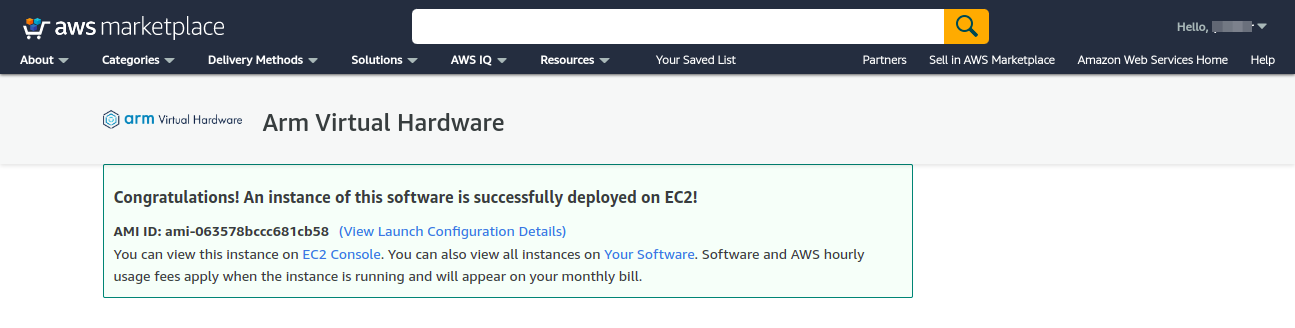 aws marketplace
Hello,
About Categories Delivery Methods Solutions AWS IQ Resources Your Saved List Partners Sell in AWS Marketplace Amazon Web Services Home Help
arm Virtual Hardware Arm Virtual Hardware
Congratulations! An instance of this software is successfully deployed on EC2!
AMI ID: ami-063578bccc681cb58 (View Launch Configuration Details)
You can view this instance on EC2 Console. You can also view all instances on Your Software. Software and AWS hourly
usage fees apply when the instance is running and will appear on your monthly bill.